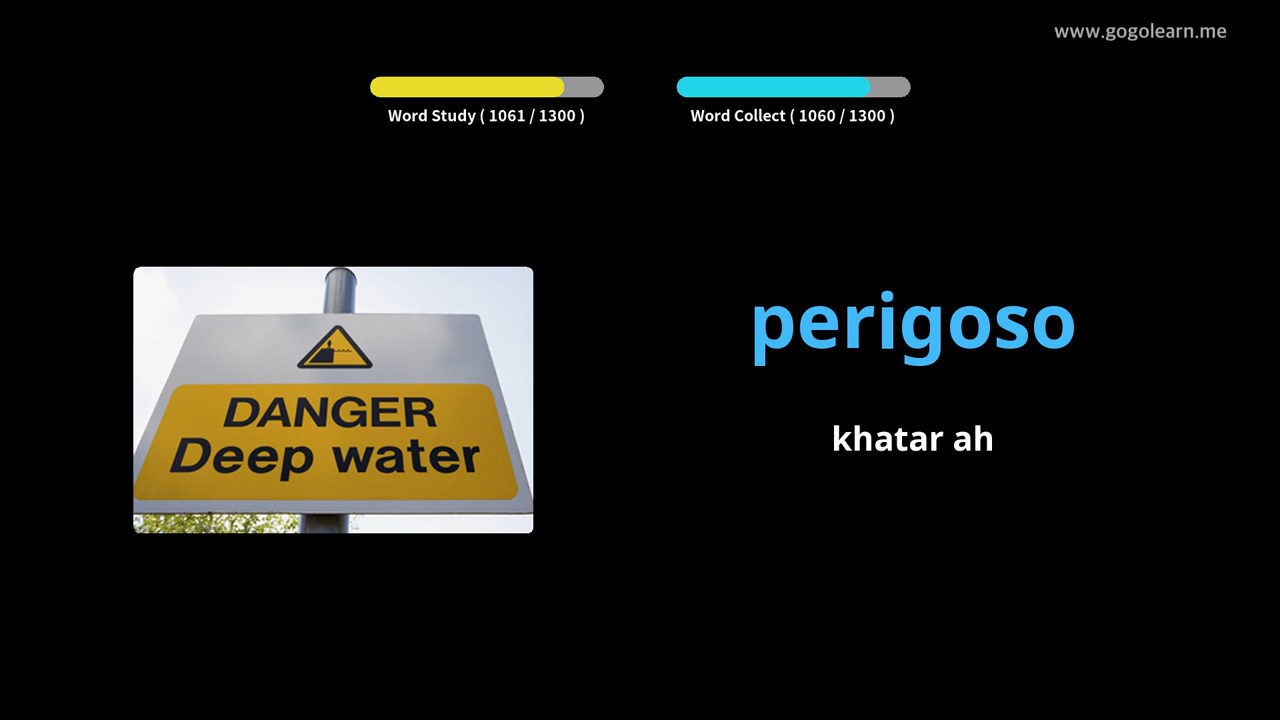 www.gogolearn.me
Word Study ( 1061 / 1300 )
Word Collect ( 1060 / 1300 )
DANGER
Deep water
perigoso
khatar ah